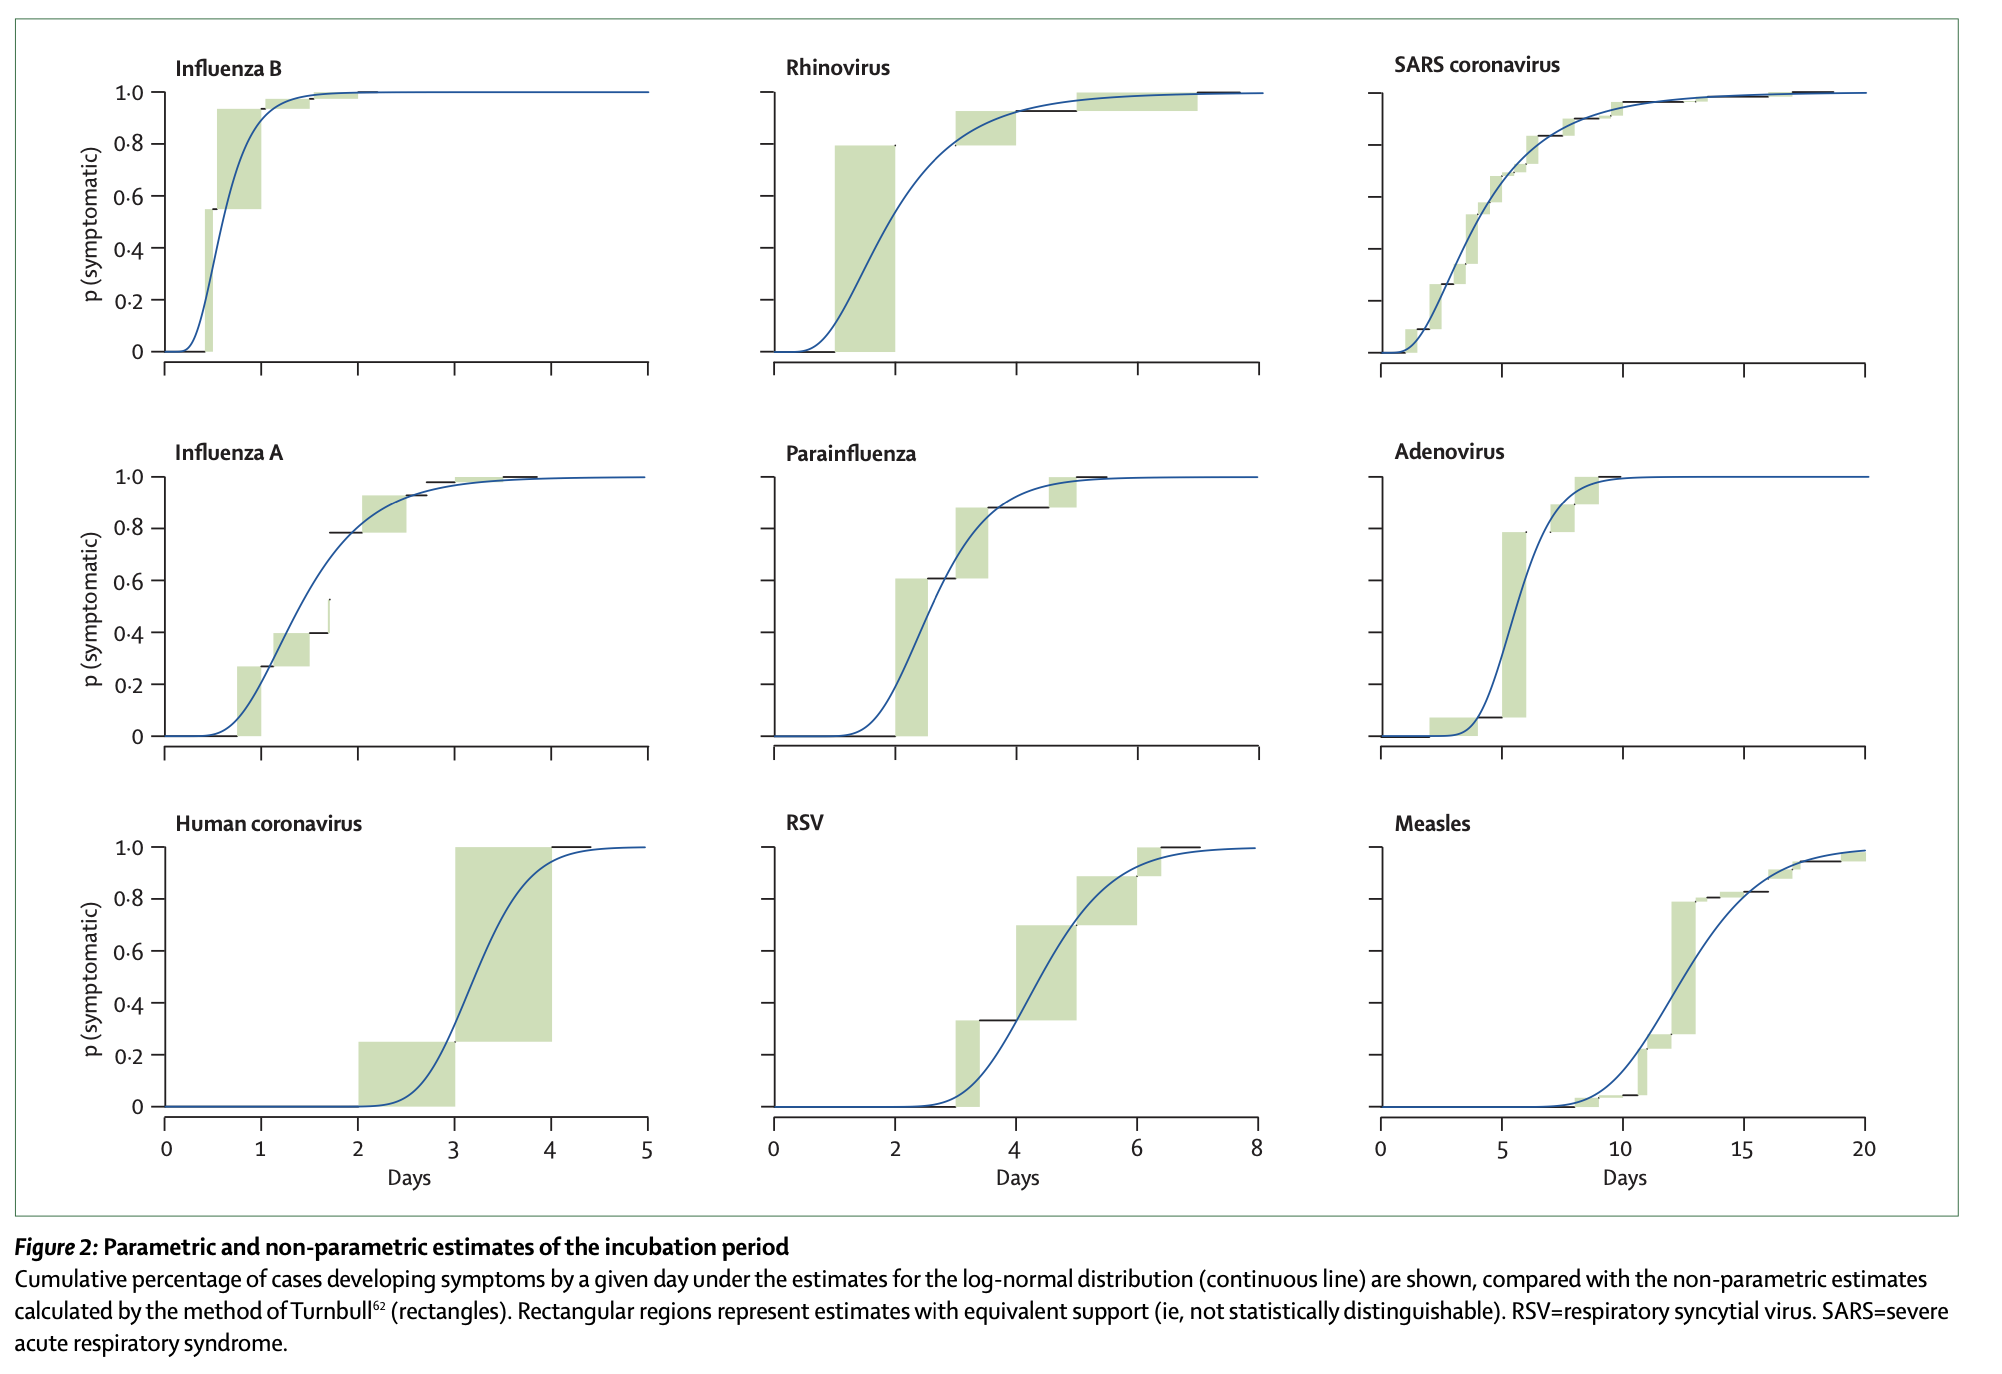 Influenza B
Rhinovirus
SARS coronavirus
1·0
0·8
0·6
0·4
0·2
0
p (symptomatic)
Influenza A
Parainfluenza
Adenovirus
1·0
0·8
0·6
0·4
0·2
0
p (symptomatic)
Human coronavirus
RSV
Measles
1·0
0·8
0·6
0·4
0·2
0
p (symptomatic)
0 1 2 3 4 5
Days
0 2 4 6 8
Days
0 5 10 15 20
Days
Figure 2: Parametric and non-parametric estimates of the incubation period
Cumulative percentage of cases developing symptoms by a given day under the estimates for the log-normal distribution (continuous line) are shown, compared with the non-parametric estimates
calculated by the method of Turnbull⁶² (rectangles). Rectangular regions represent estimates with equivalent support (ie, not statistically distinguishable). RSV=respiratory syncytial virus. SARS=severe
acute respiratory syndrome.